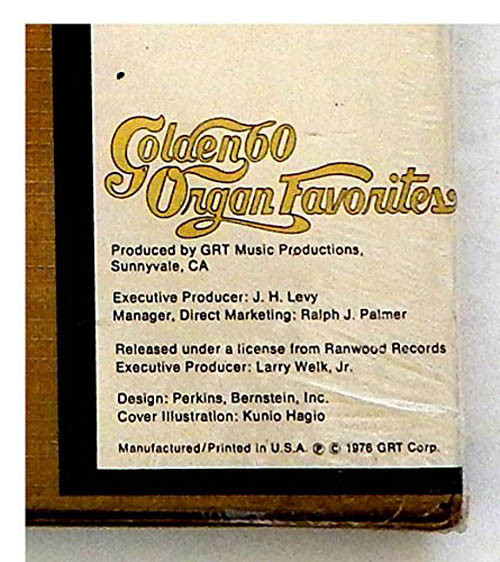 Golden 60
Organ Favorites
Produced by GRT Music Productions,
Sunnyvale, CA
Executive Producer: J. H. Levy
Manager, Direct Marketing: Ralph J. Palmer
Released under a license from Ranwood Records
Executive Producer: Larry Welk, Jr.
Design: Perkins, Bernstein, Inc.
Cover Illustration: Kunio Hagio
Manufactured/Printed in U.S.A. ℗ © 1976 GRT Corp.